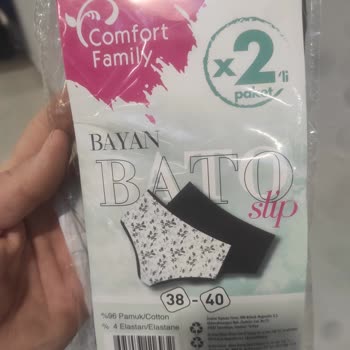 Comfort
Family
x2'li
paket
BAYAN
BATO
slip
38 - 40
%96 Pamuk/Cotton
% 4 Elastan/Elastane